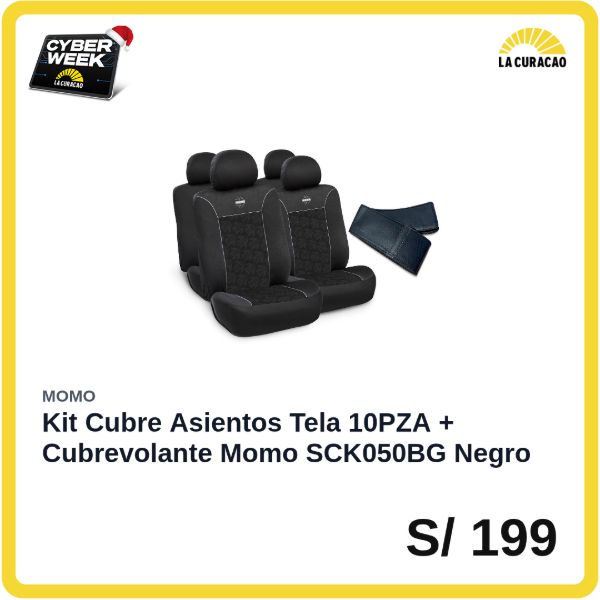 CYBER
WEEK
LA CURACAO
LA CURACAO
MOMO
Kit Cubre Asientos Tela 10PZA +
Cubrevolante Momo SCK050BG Negro
S/ 199